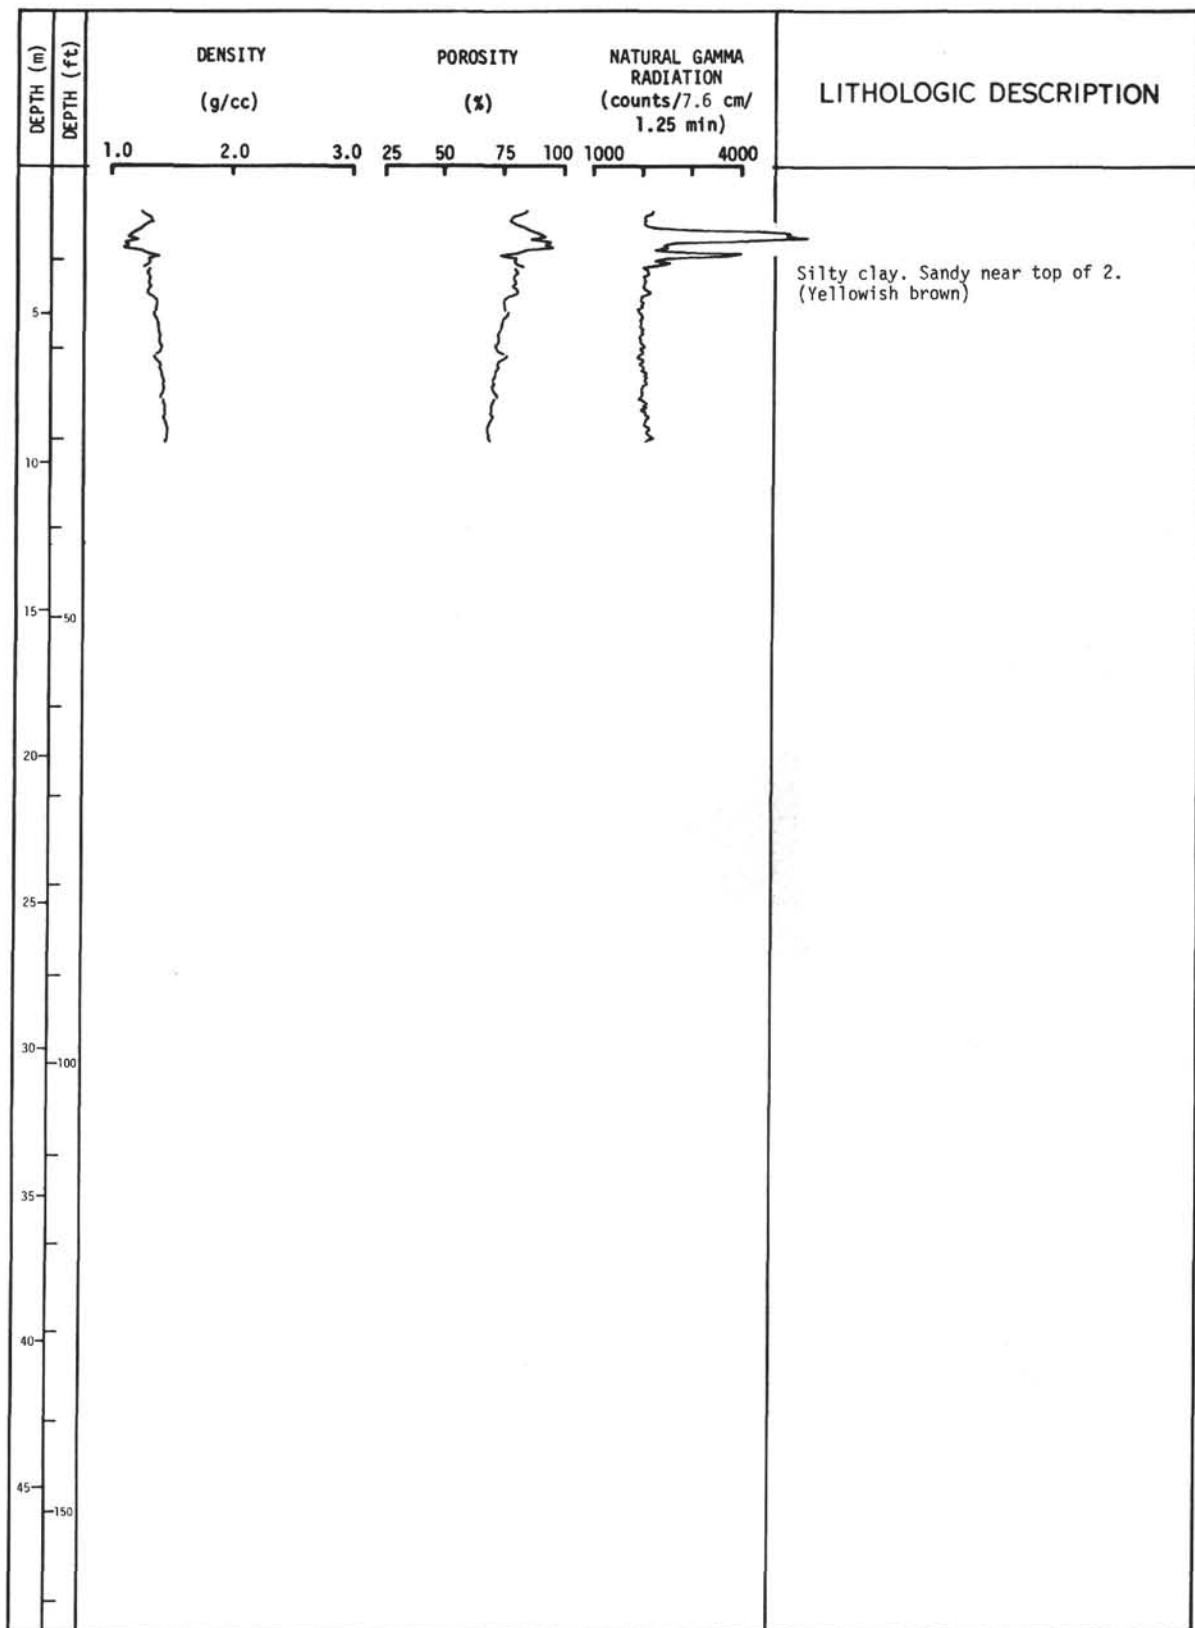 DEPTH (m)
DEPTH (ft)
DENSITY
(g/cc)
1.0 2.0 3.0
POROSITY
(%)
25 50 75 100
NATURAL GAMMA
RADIATION
(counts/7.6 cm/
1.25 min)
1000 4000
LITHOLOGIC DESCRIPTION
Silty clay. Sandy near top of 2.
(Yellowish brown)
5
10
15
50
20
25
30
100
35
40
45
150